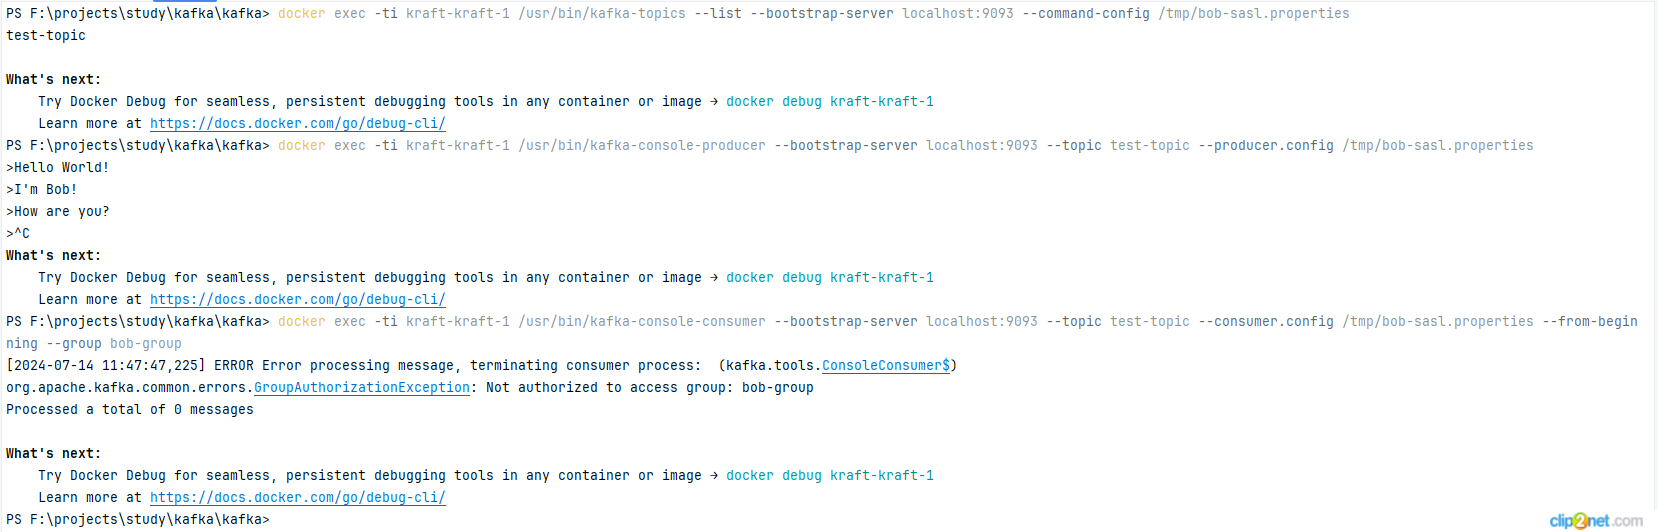 PS F:\projects\study\kafka\kafka> docker exec -ti kraft-kraft-1 /usr/bin/kafka-topics --list --bootstrap-server localhost:9093 --command-config /tmp/bob-sasl.properties
test-topic
What's next:
    Try Docker Debug for seamless, persistent debugging tools in any container or image → docker debug kraft-kraft-1
    Learn more at https://docs.docker.com/go/debug-cli/
PS F:\projects\study\kafka\kafka> docker exec -ti kraft-kraft-1 /usr/bin/kafka-console-producer --bootstrap-server localhost:9093 --topic test-topic --producer.config /tmp/bob-sasl.properties
>Hello World!
>I'm Bob!
>How are you?
>^C
What's next:
    Try Docker Debug for seamless, persistent debugging tools in any container or image → docker debug kraft-kraft-1
    Learn more at https://docs.docker.com/go/debug-cli/
PS F:\projects\study\kafka\kafka> docker exec -ti kraft-kraft-1 /usr/bin/kafka-console-consumer --bootstrap-server localhost:9093 --topic test-topic --consumer.config /tmp/bob-sasl.properties --from-begin
ning --group bob-group
[2024-07-14 11:47:47,225] ERROR Error processing message, terminating consumer process:  (kafka.tools.ConsoleConsumer$)
org.apache.kafka.common.errors.GroupAuthorizationException: Not authorized to access group: bob-group
Processed a total of 0 messages
What's next:
    Try Docker Debug for seamless, persistent debugging tools in any container or image → docker debug kraft-kraft-1
    Learn more at https://docs.docker.com/go/debug-cli/
PS F:\projects\study\kafka\kafka>
clip2net.com